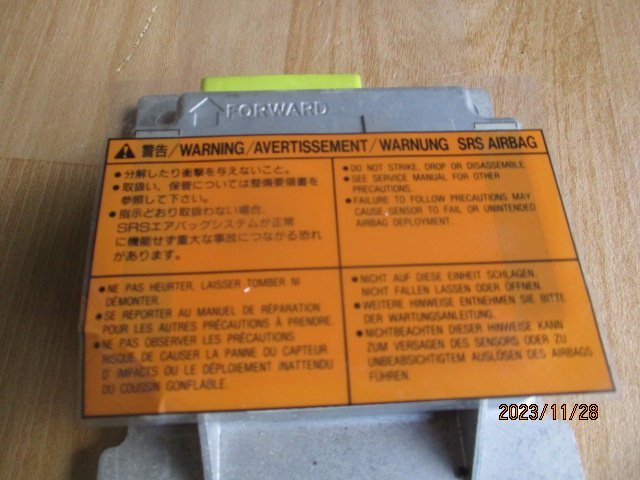 FORWARD
警告/WARNING/AVERTISSEMENT/WARNUNG SRS AIRBAG
●分解したり衝撃を与えないこと。
●取扱い、保管については整備要領書を
参照して下さい。
●指示どおり取扱わない場合、
SRSエアバッグシステムが正常
に機能せず重大な事故につながる恐れ
があります。
●DO NOT STRIKE, DROP OR DISASSEMBLE.
●SEE SERVICE MANUAL FOR OTHER
PRECAUTIONS.
●FAILURE TO FOLLOW PRECAUTIONS MAY
CAUSE SENSOR TO FAIL OR UNINTENDED
AIRBAG DEPLOYMENT.
●NE PAS HEURTER, LAISSER TOMBER NI
DÉMONTER.
●SE REPORTER AU MANUEL DE RÉPARATION
POUR LES AUTRES PRÉCAUTIONS À PRENDRE
●NE PAS OBSERVER LES PRÉCAUTIONS
RISQUE DE CAUSER LA PANNE DU CAPTEUR
D' IMPACTS OU LE DÉPLOIEMENT INATTENDU
DU COUSSIN GONFLABLE.
●NICHT AUF DIESE EINHEIT SCHLAGEN,
NICHT FALLEN LASSEN ODER ÖFFNEN.
●WEITERE HINWEISE ENTNEHMEN SIE BITTE
DER WARTUNGSANLEITUNG.
●NICHTBEACHTEN DIESER HINWEISE KANN
ZUM VERSAGEN DES SENSORS ODER ZU
UNBEABSICHTIGTEM AUSLÖSEN DES AIRBAGS
FÜHREN.
2023/11/28